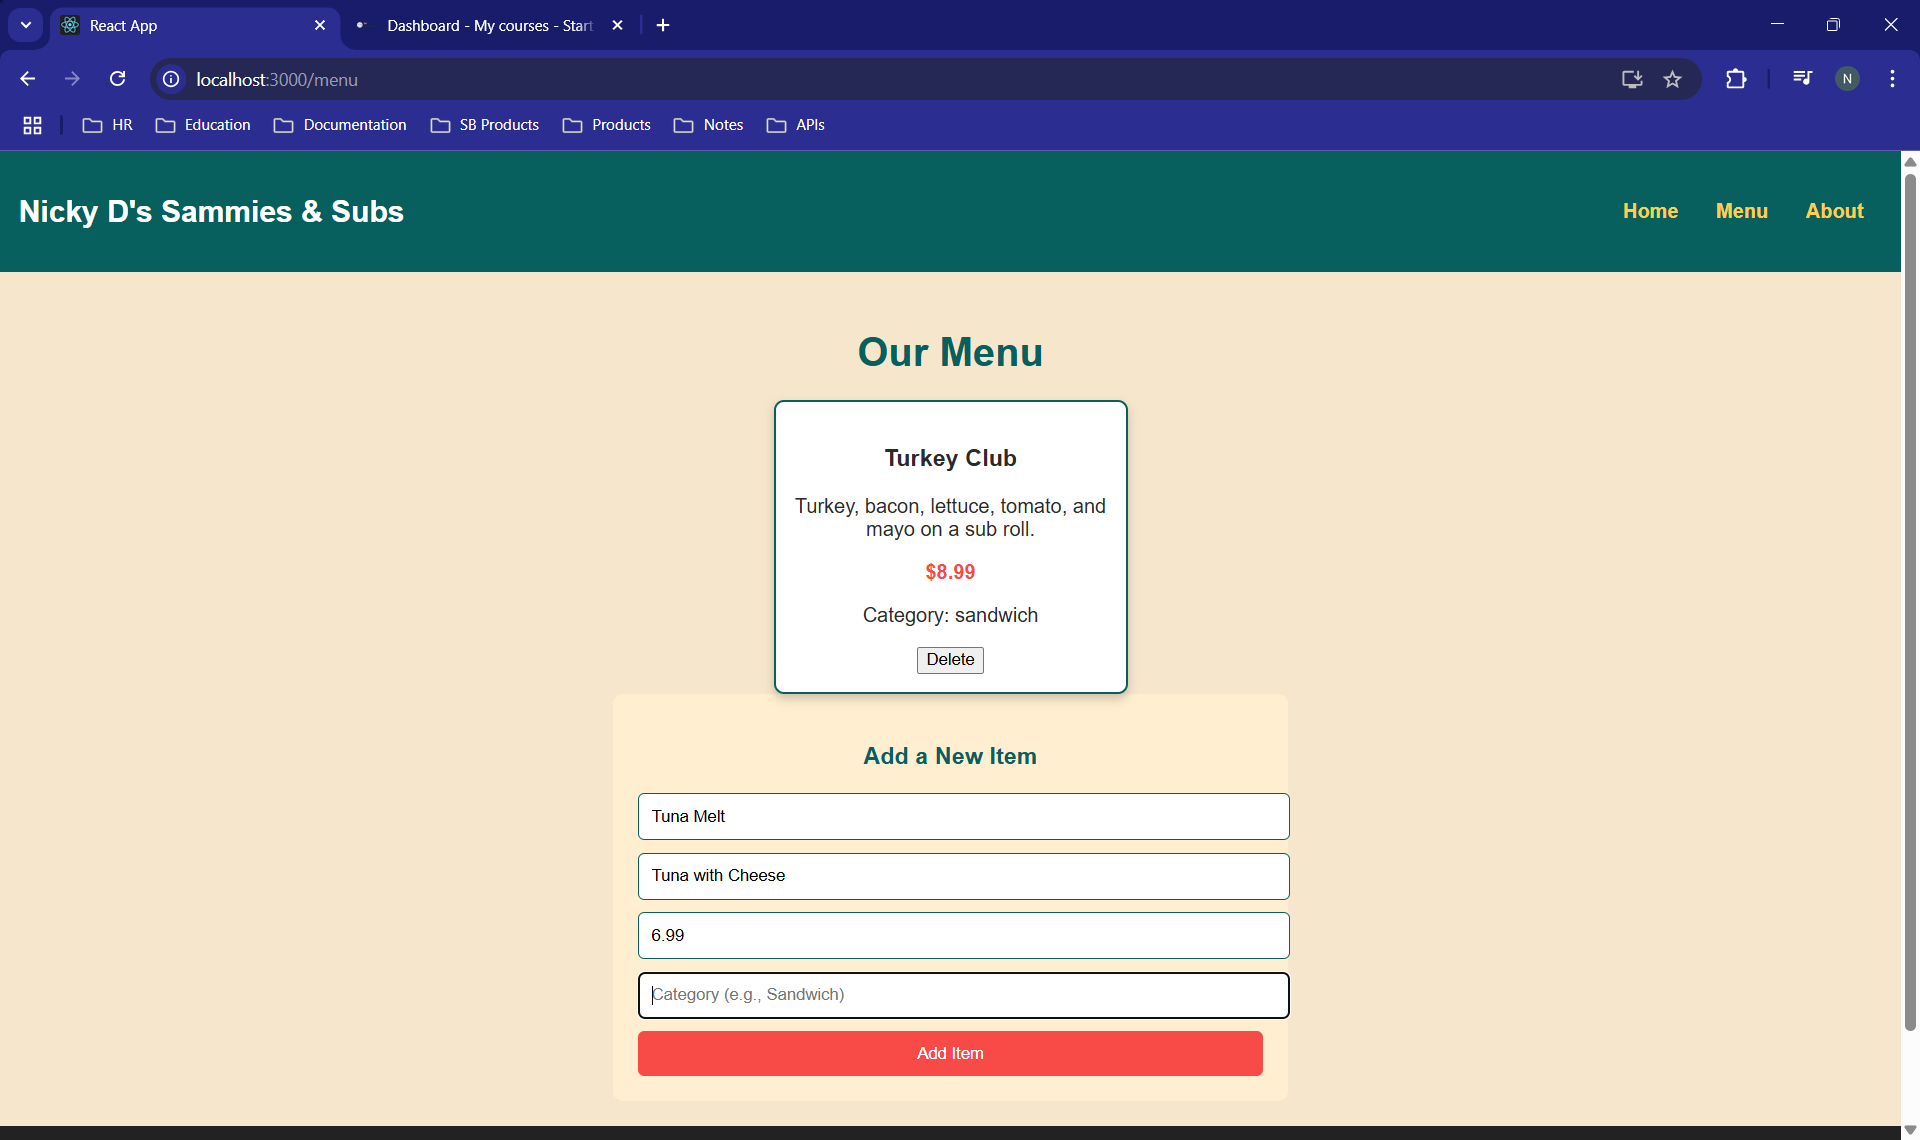 React App
Dashboard - My courses - Start
localhost:3000/menu
N
HR
Education
Documentation
SB Products
Products
Notes
APIs
Nicky D's Sammies & Subs
Home
Menu
About
Our Menu
Turkey Club
Turkey, bacon, lettuce, tomato, and
mayo on a sub roll.
$8.99
Category: sandwich
Delete
Add a New Item
Tuna Melt
Tuna with Cheese
6.99
Category (e.g., Sandwich)
Add Item